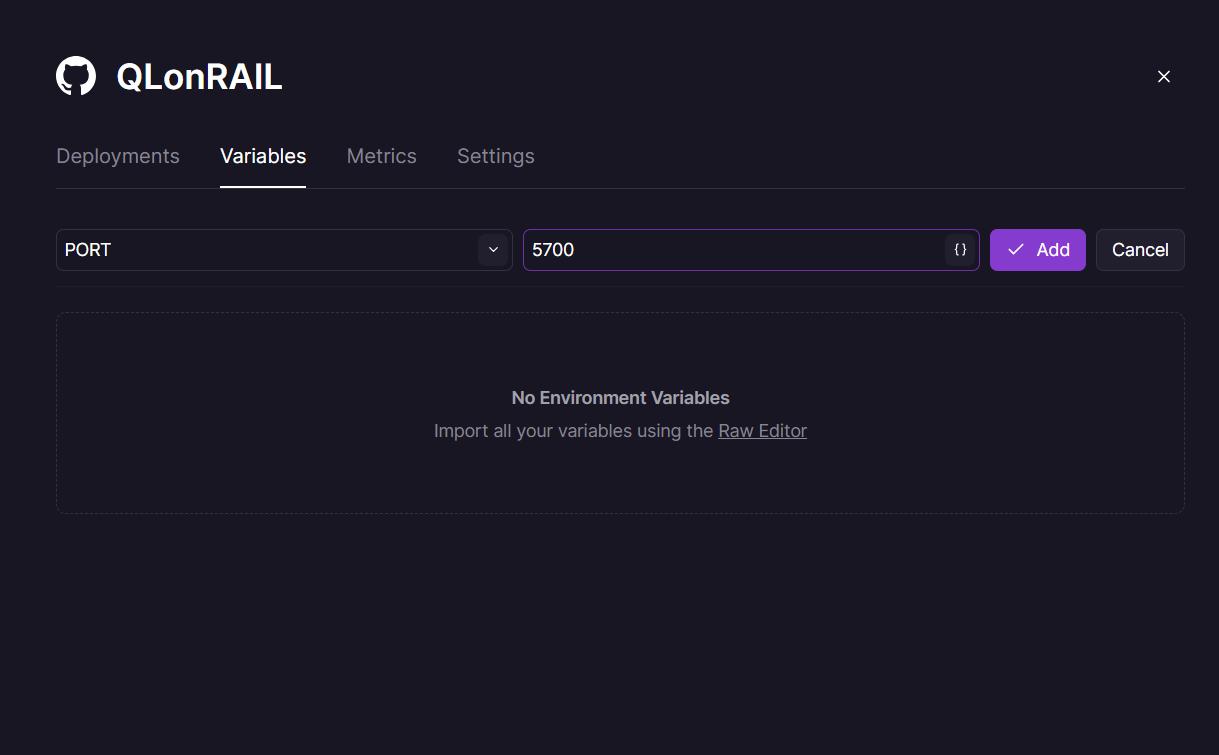 QLonRAIL
Deployments Variables Metrics Settings
PORT 5700 {} Add Cancel
No Environment Variables
Import all your variables using the Raw Editor